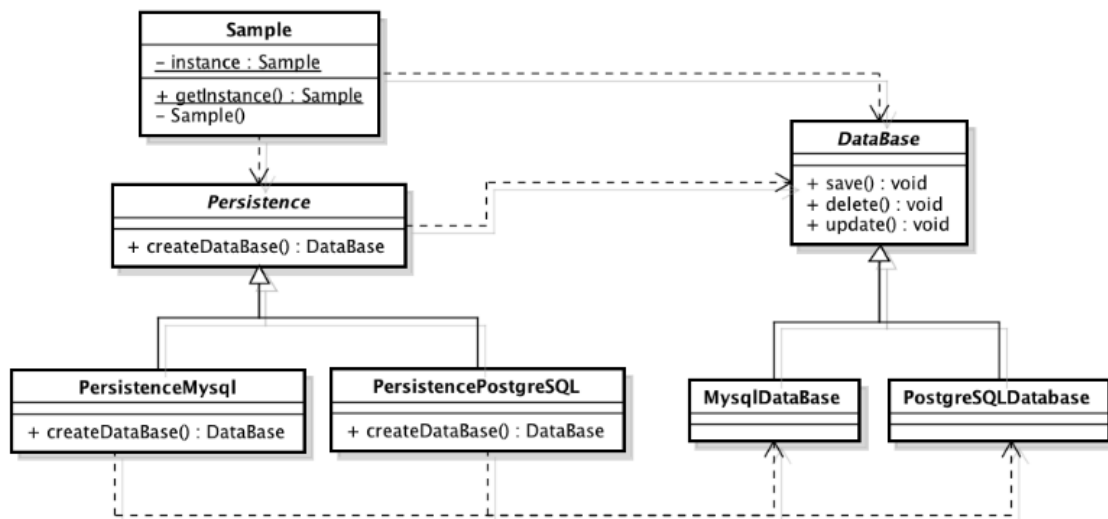 Sample
- instance : Sample
+ getInstance() : Sample
- Sample()
DataBase
+ save() : void
+ delete() : void
+ update() : void
Persistence
+ createDataBase() : DataBase
PersistenceMysql
+ createDataBase() : DataBase
PersistencePostgreSQL
+ createDataBase() : DataBase
MysqlDataBase
PostgreSQLDatabase